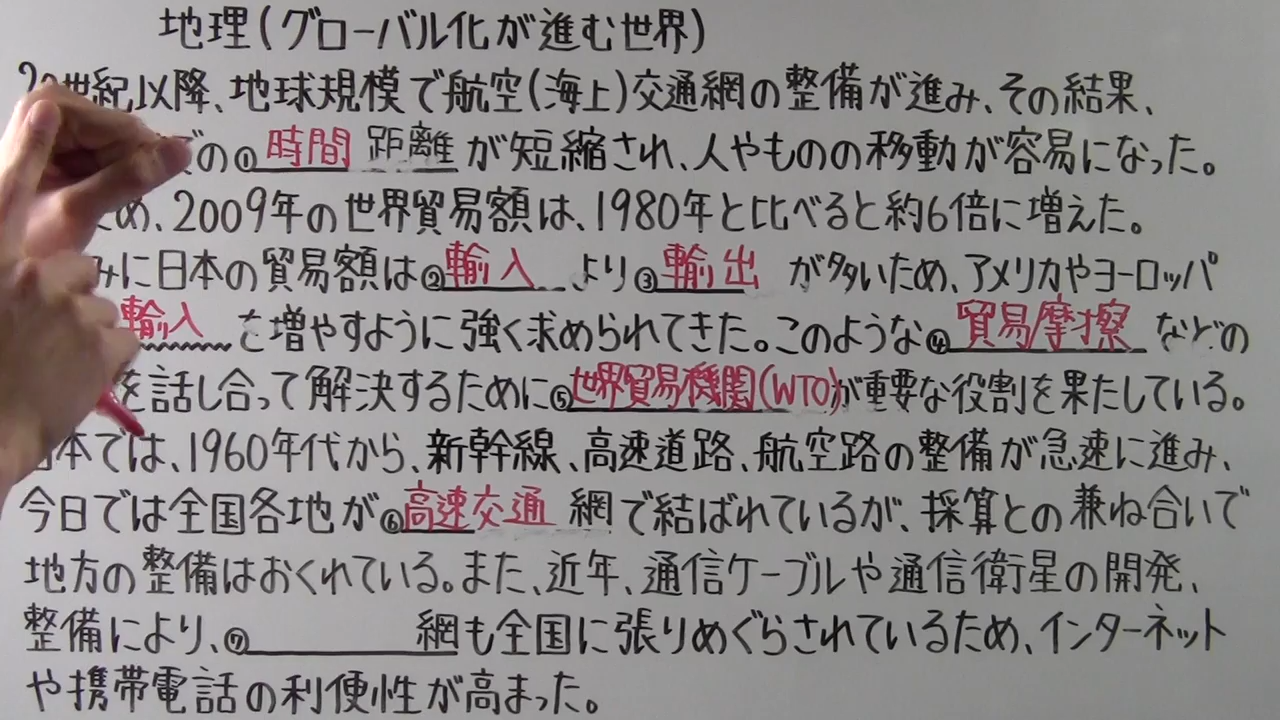 地理(グローバル化が進む世界)
世紀以降、地球規模で航空(海上)交通網の整備が進み、その結果、
での①時間距離が短縮され、人やものの移動が容易になった。
め、2009年の世界貿易額は、1980年と比べると約6倍に増えた。
みに日本の貿易額は②輸入より③輸出が多いため、アメリカやヨーロッパ
輸入を増やすように強く求められてきた。このような④貿易摩擦などの
を話し合って解決するために⑤世界貿易機関(WTO)が重要な役割を果たしている。
本では、1960年代から、新幹線、高速道路、航空路の整備が急速に進み、
今日では全国各地が⑥高速交通網で結ばれているが、採算との兼ね合いで
地方の整備はおくれている。また、近年、通信ケーブルや通信衛星の開発、
整備により、⑦ 網も全国に張りめぐらされているため、インターネット
や携帯電話の利便性が高まった。